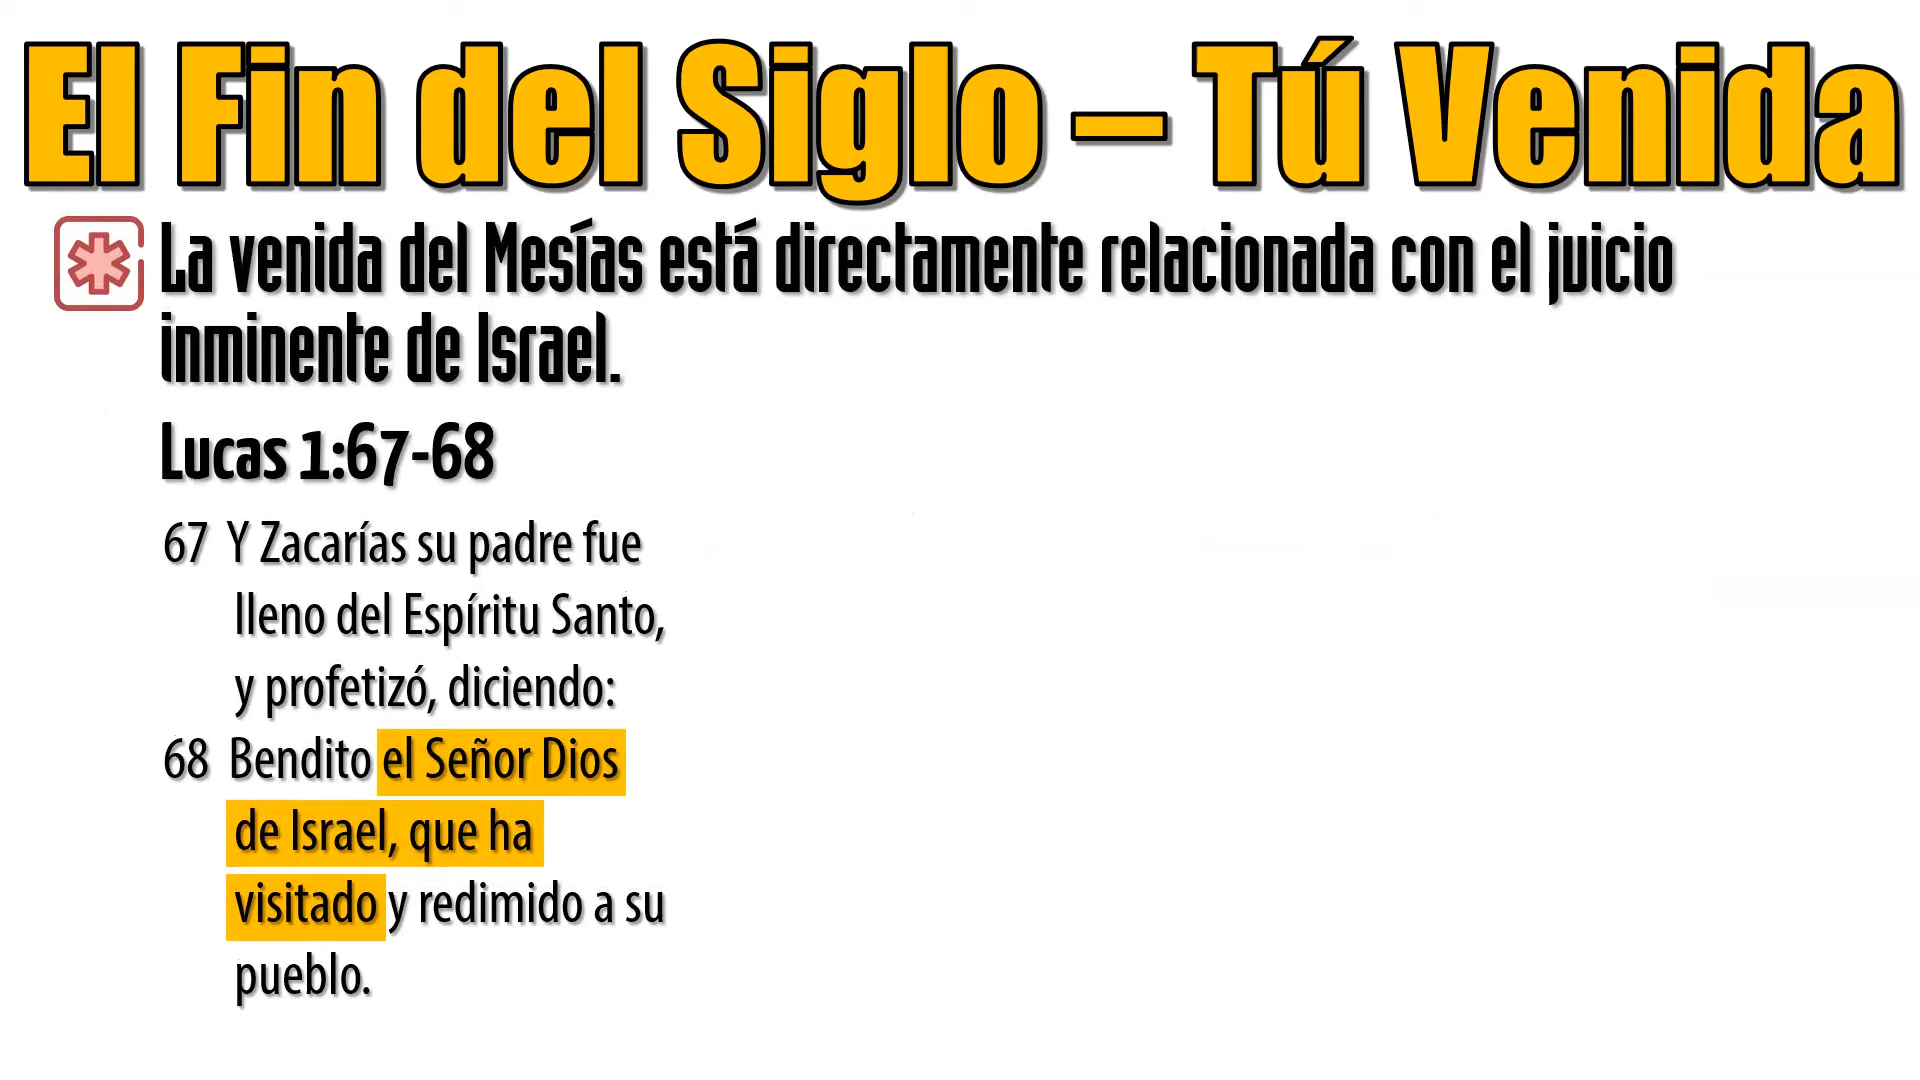 El Fin del Siglo – Tú Venida
La venida del Mesías está directamente relacionada con el juicio
inminente de Israel.
Lucas 1:67-68
67 Y Zacarías su padre fue
lleno del Espíritu Santo,
y profetizó, diciendo:
68 Bendito el Señor Dios
de Israel, que ha
visitado y redimido a su
pueblo.